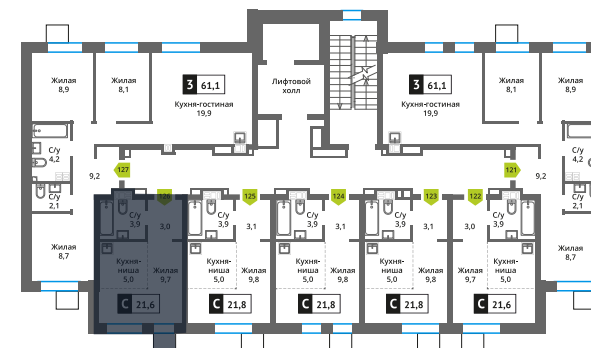 Жилая
8,9
Жилая
8,1
3 61,1
Кухня-гостиная
19,9
Лифтовой
холл
3 61,1
Кухня-гостиная
19,9
Жилая
8,1
Жилая
8,9
С/у
4,2
9,2
127
121
9,2
С/у
4,2
С/у
2,1
С/у
2,1
126
125
124
123
122
С/у
3,9
3,0
С/у
3,9
3,1
С/у
3,9
3,1
С/у
3,9
3,1
3,0
С/у
3,9
Жилая
8,7
Кухня-
ниша
5,0
Жилая
9,7
Кухня-
ниша
5,0
Жилая
9,8
Кухня-
ниша
5,0
Жилая
9,8
Кухня-
ниша
5,0
Жилая
9,8
Жилая
9,7
Кухня-
ниша
5,0
Жилая
8,7
С 21,6
С 21,8
С 21,8
С 21,8
С 21,6